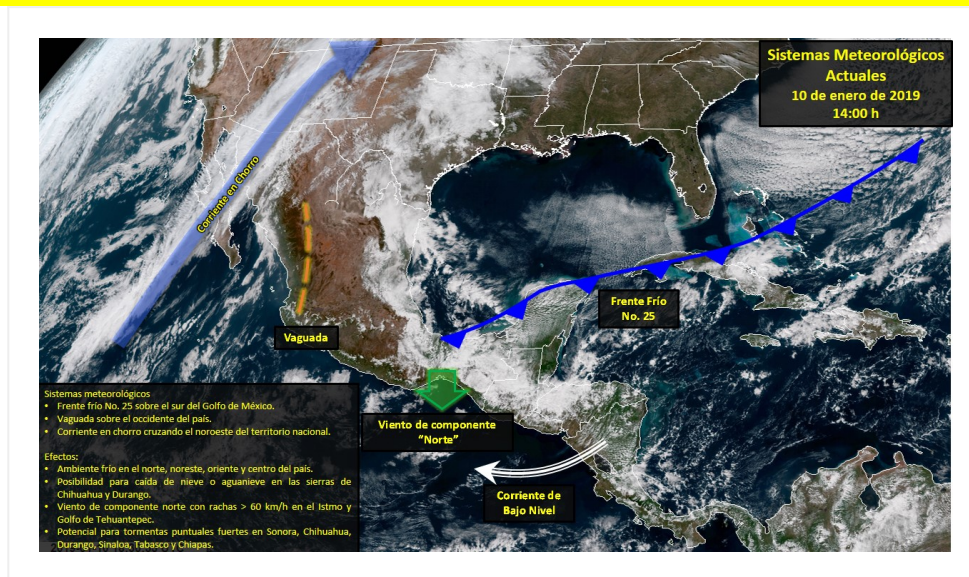 Sistemas Meteorológicos
Actuales
10 de enero de 2019
14:00 h
Corriente en Chorro
Frente Frío
No. 25
Vaguada
Viento de componente
"Norte"
Corriente de
Bajo Nivel
Sistemas meteorológicos
• Frente frío No. 25 sobre el sur del Golfo de México.
• Vaguada sobre el occidente del país.
• Corriente en chorro cruzando el noroeste del territorio nacional.
Efectos:
• Ambiente frío en el norte, noreste, oriente y centro del país.
• Posibilidad para caída de nieve o aguanieve en las sierras de
Chihuahua y Durango.
• Viento de componente norte con rachas > 60 km/h en el Istmo y
Golfo de Tehuantepec.
• Potencial para tormentas puntuales fuertes en Sonora, Chihuahua,
Durango, Sinaloa, Tabasco y Chiapas.